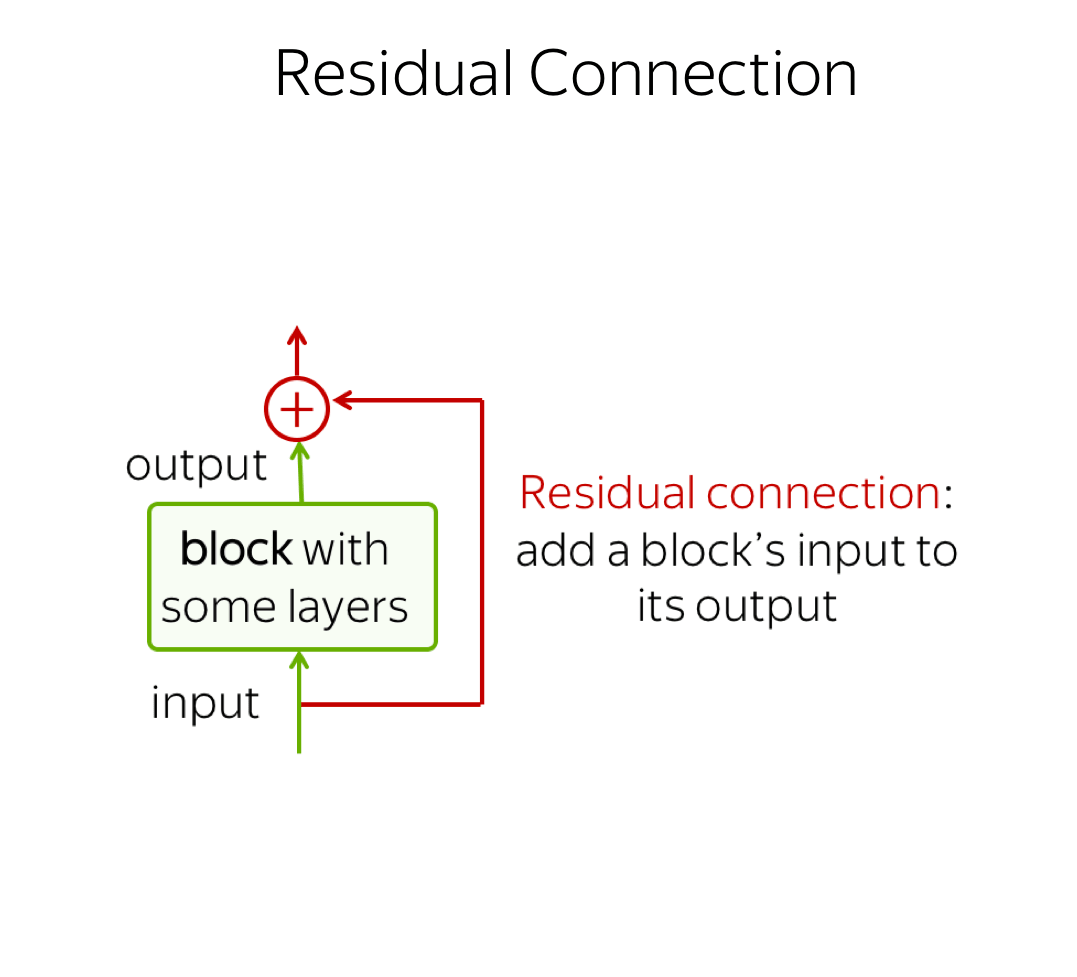 Residual Connection
+
output
block with
some layers
input
Residual connection:
add a block’s input to
its output